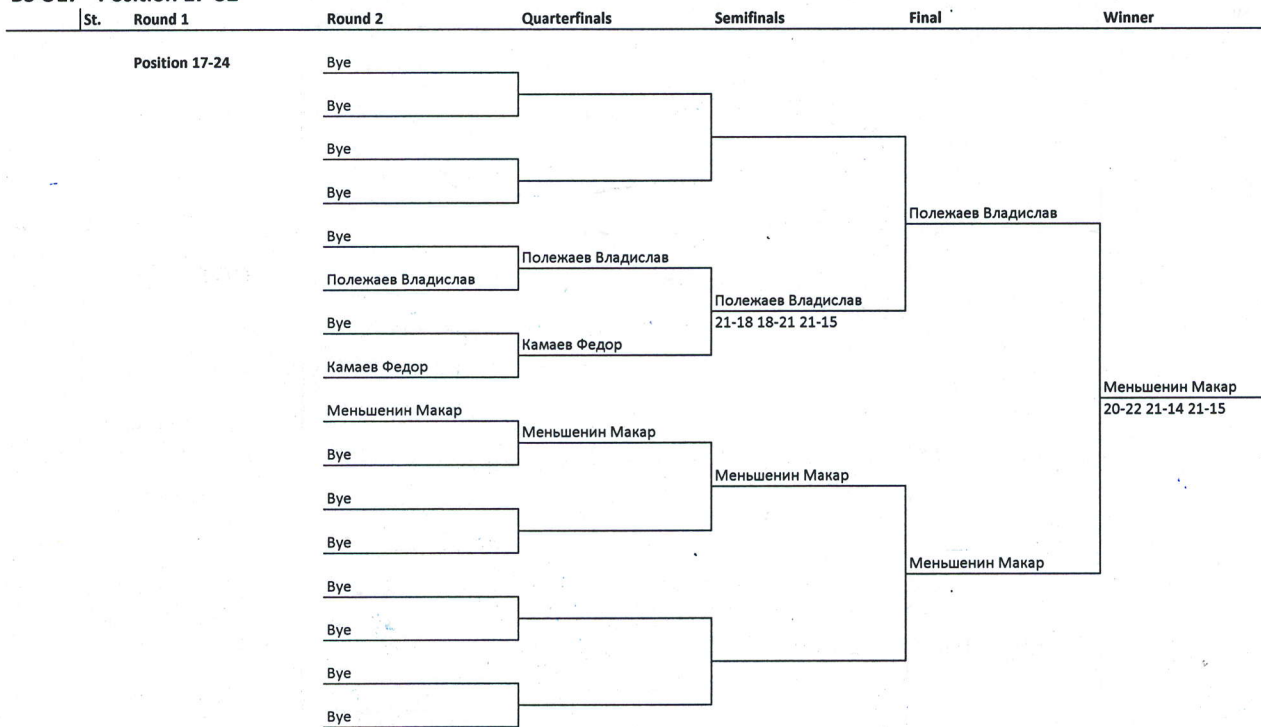 St. Round 1 Round 2 Quarterfinals Semifinals Final Winner
Position 17-24
Bye
Bye
Bye
Bye
Bye
Полежаев Владислав
Bye
Камаев Федор
Меньшенин Макар
Bye
Bye
Bye
Bye
Bye
Bye
Bye
Полежаев Владислав
Камаев Федор
Меньшенин Макар
Полежаев Владислав
21-18 18-21 21-15
Меньшенин Макар
Полежаев Владислав
Меньшенин Макар
Меньшенин Макар
20-22 21-14 21-15